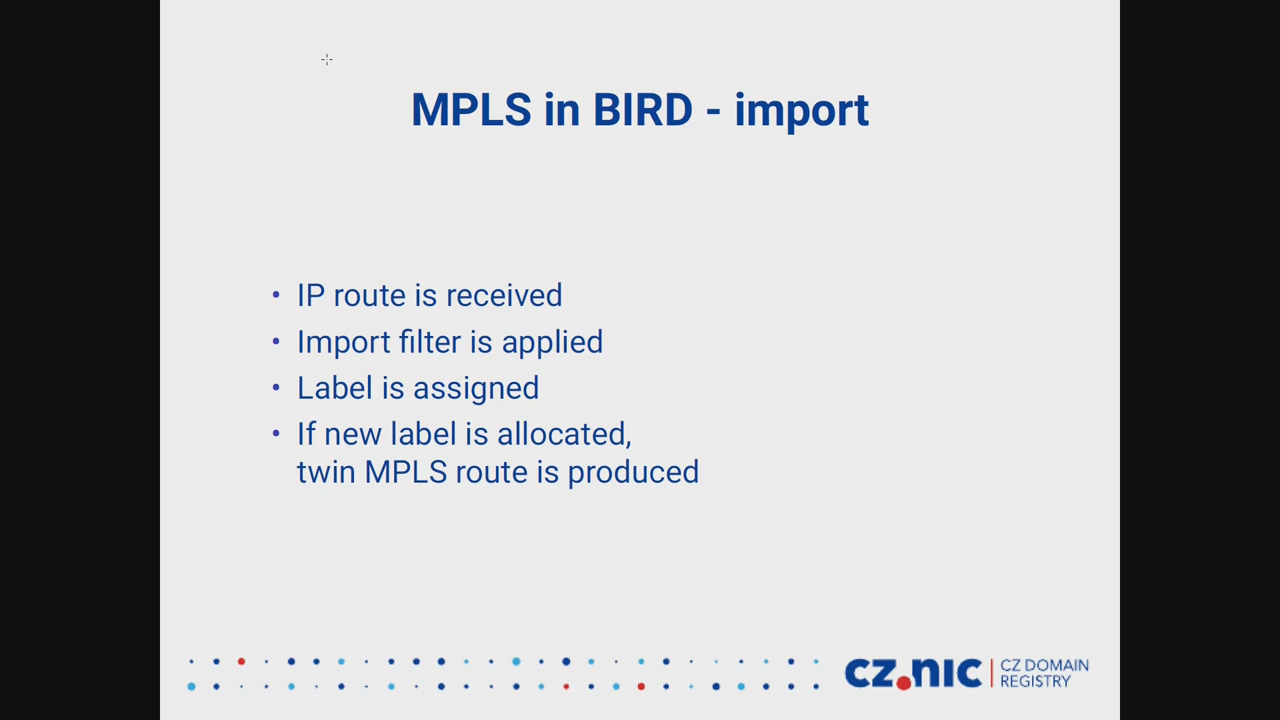 MPLS in BIRD - import
• IP route is received
• Import filter is applied
• Label is assigned
• If new label is allocated,
twin MPLS route is produced
cz.nic
CZ DOMAIN
REGISTRY